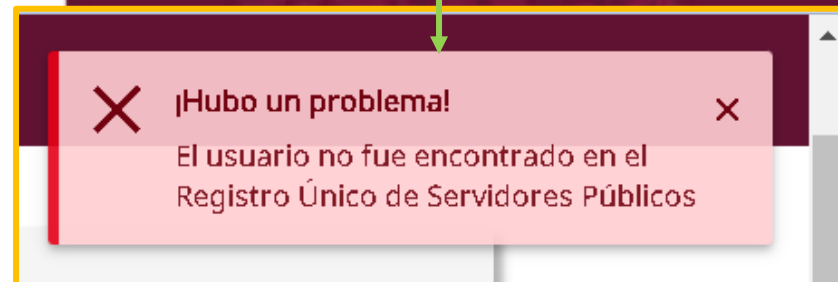 ¡Hubo un problema!
El usuario no fue encontrado en el
Registro Único de Servidores Públicos